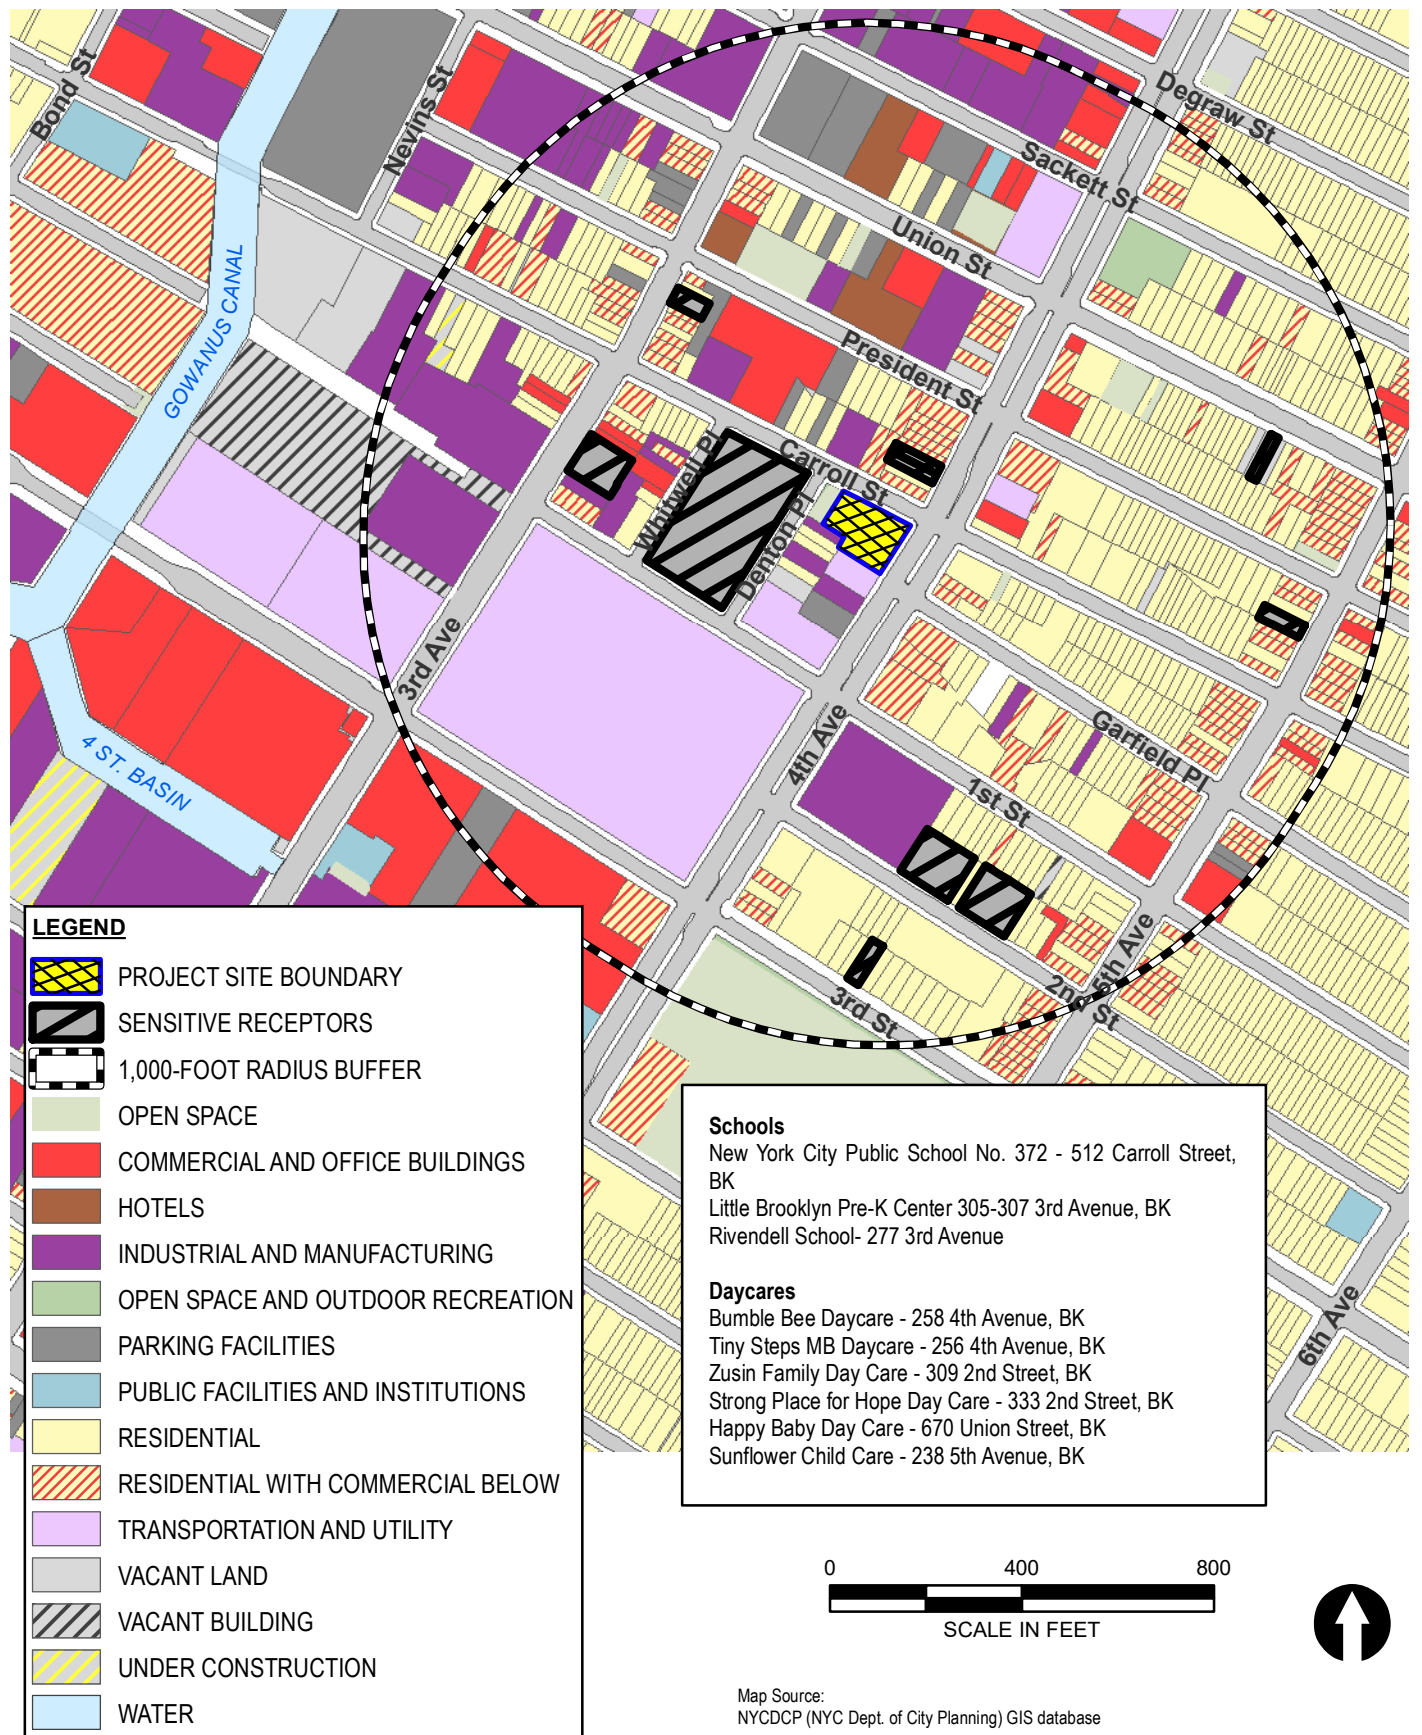 Bond St
Nevins St
Degraw St
Sackett St
Union St
GOWANUS CANAL
President St
Carroll St
Whitwell Pl
Denton Pl
3rd Ave
4th Ave
Garfield Pl
4 ST. BASIN
1st St
5th Ave
2nd St
3rd St
6th Ave
LEGEND
PROJECT SITE BOUNDARY
SENSITIVE RECEPTORS
1,000-FOOT RADIUS BUFFER
OPEN SPACE
COMMERCIAL AND OFFICE BUILDINGS
HOTELS
INDUSTRIAL AND MANUFACTURING
OPEN SPACE AND OUTDOOR RECREATION
PARKING FACILITIES
PUBLIC FACILITIES AND INSTITUTIONS
RESIDENTIAL
RESIDENTIAL WITH COMMERCIAL BELOW
TRANSPORTATION AND UTILITY
VACANT LAND
VACANT BUILDING
UNDER CONSTRUCTION
WATER
Schools
New York City Public School No. 372 - 512 Carroll Street,
BK
Little Brooklyn Pre-K Center 305-307 3rd Avenue, BK
Rivendell School- 277 3rd Avenue
Daycares
Bumble Bee Daycare - 258 4th Avenue, BK
Tiny Steps MB Daycare - 256 4th Avenue, BK
Zusin Family Day Care - 309 2nd Street, BK
Strong Place for Hope Day Care - 333 2nd Street, BK
Happy Baby Day Care - 670 Union Street, BK
Sunflower Child Care - 238 5th Avenue, BK
0 400 800
SCALE IN FEET
Map Source:
NYCDCP (NYC Dept. of City Planning) GIS database